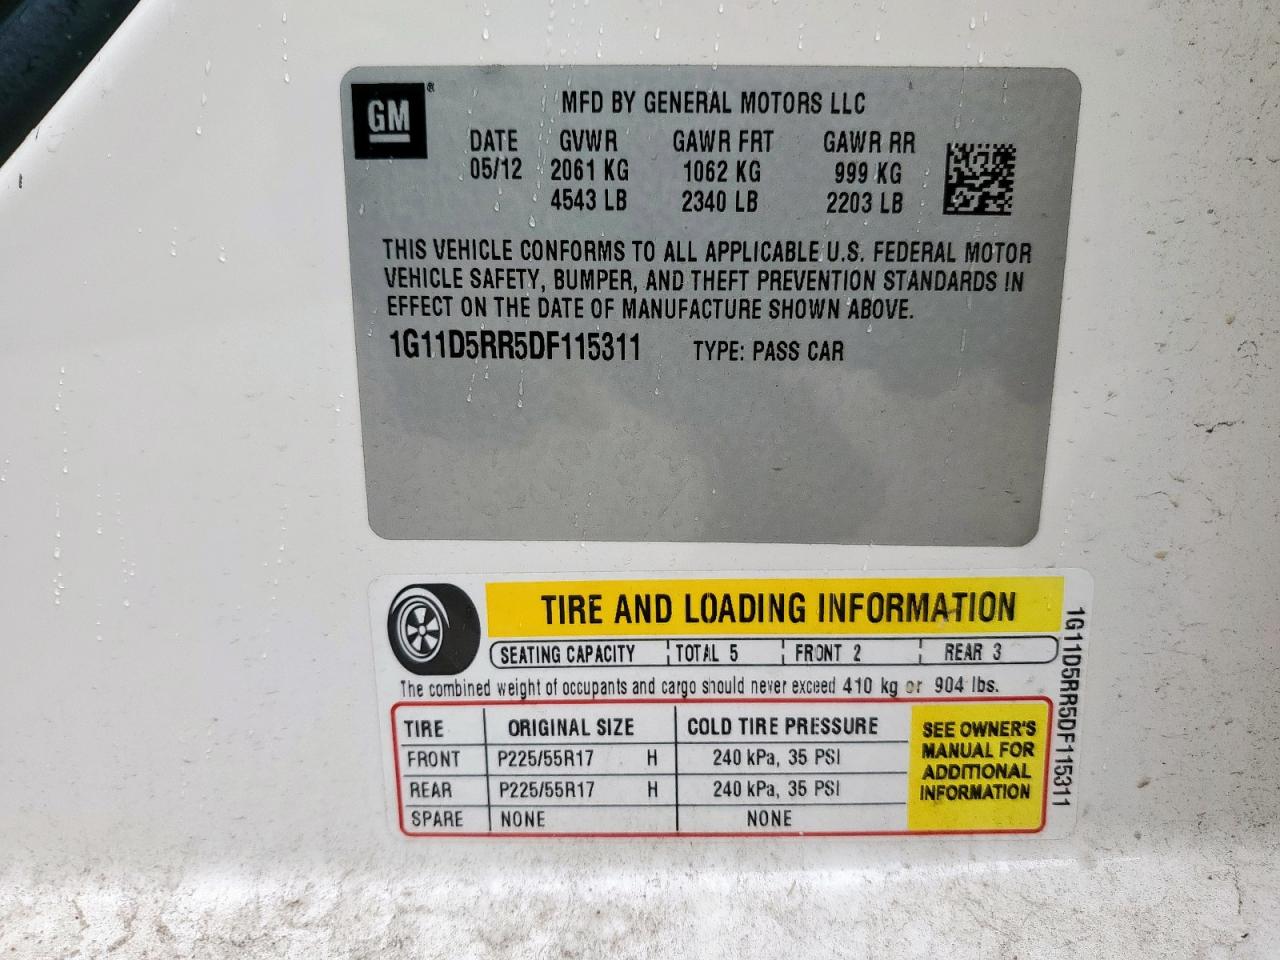 GM®
MFD BY GENERAL MOTORS LLC
DATE GVWR GAWR FRT GAWR RR
05/12 2061 KG 1062 KG 999 KG
4543 LB 2340 LB 2203 LB
THIS VEHICLE CONFORMS TO ALL APPLICABLE U.S. FEDERAL MOTOR
VEHICLE SAFETY, BUMPER, AND THEFT PREVENTION STANDARDS IN
EFFECT ON THE DATE OF MANUFACTURE SHOWN ABOVE.
1G11D5RR5DF115311 TYPE: PASS CAR
TIRE AND LOADING INFORMATION
SEATING CAPACITY TOTAL 5 FRONT 2 REAR 3
The combined weight of occupants and cargo should never exceed 410 kg or 904 lbs.
TIRE ORIGINAL SIZE COLD TIRE PRESSURE
FRONT P225/55R17 H 240 kPa, 35 PSI
REAR P225/55R17 H 240 kPa, 35 PSI
SPARE NONE NONE
SEE OWNER'S
MANUAL FOR
ADDITIONAL
INFORMATION
1G11D5RR5DF115311